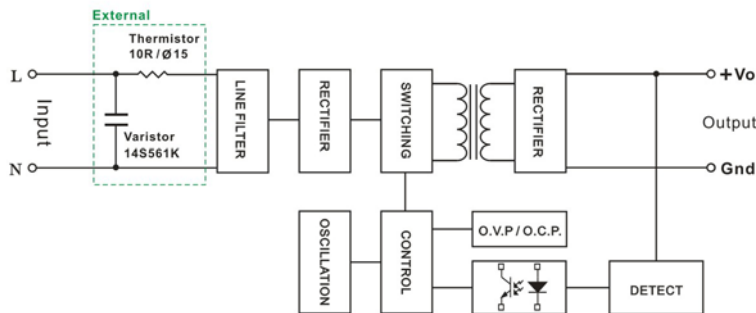 External
Thermistor
10R/Ø15
L
Input
N
Varistor
14S561K
LINE FILTER
RECTIFIER
SWITCHING
RECTIFIER
+Vo
Output
Gnd
OSCILLATION
CONTROL
O.V.P / O.C.P.
DETECT